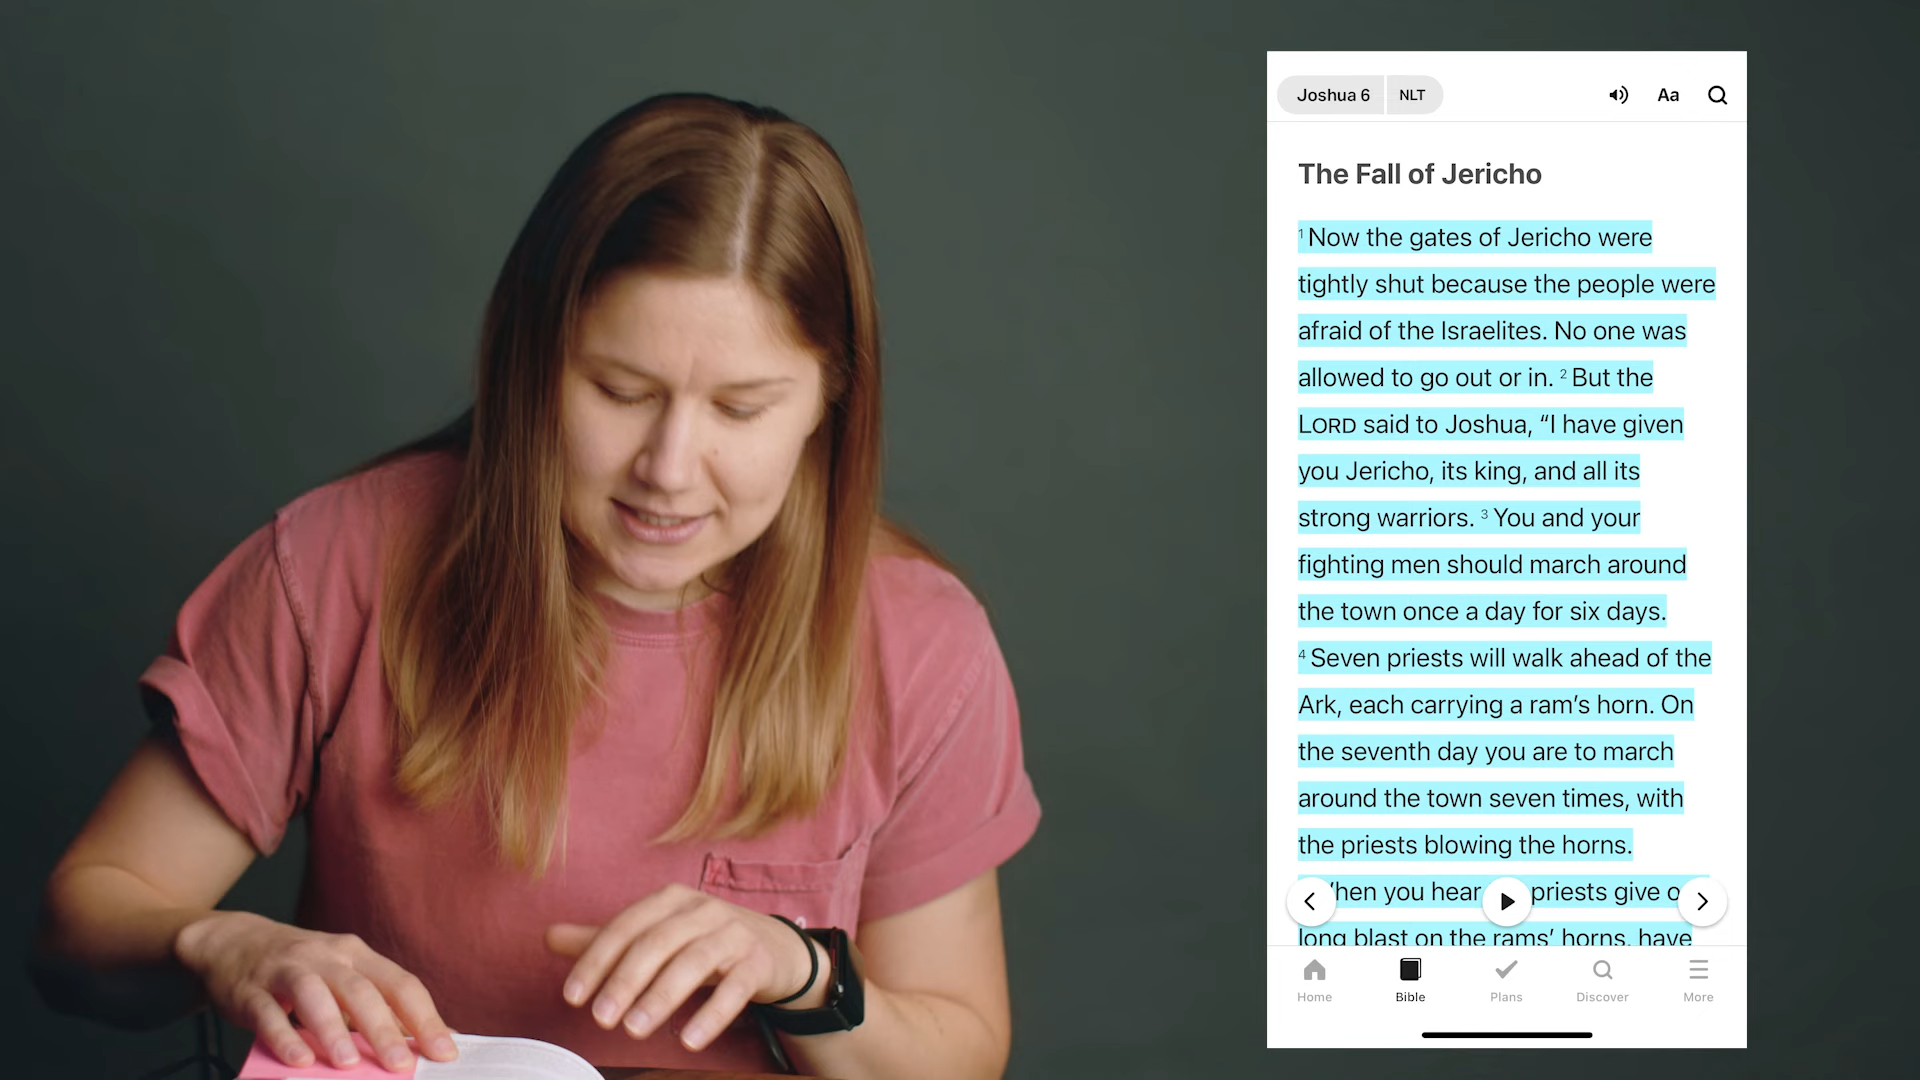 Joshua 6 NLT Aa
The Fall of Jericho
1 Now the gates of Jericho were
tightly shut because the people were
afraid of the Israelites. No one was
allowed to go out or in. 2 But the
LORD said to Joshua, “I have given
you Jericho, its king, and all its
strong warriors. 3 You and your
fighting men should march around
the town once a day for six days.
4 Seven priests will walk ahead of the
Ark, each carrying a ram’s horn. On
the seventh day you are to march
around the town seven times, with
the priests blowing the horns.
you hear priests give
long blast on the rams’ horns, have
Home Bible Plans Discover More